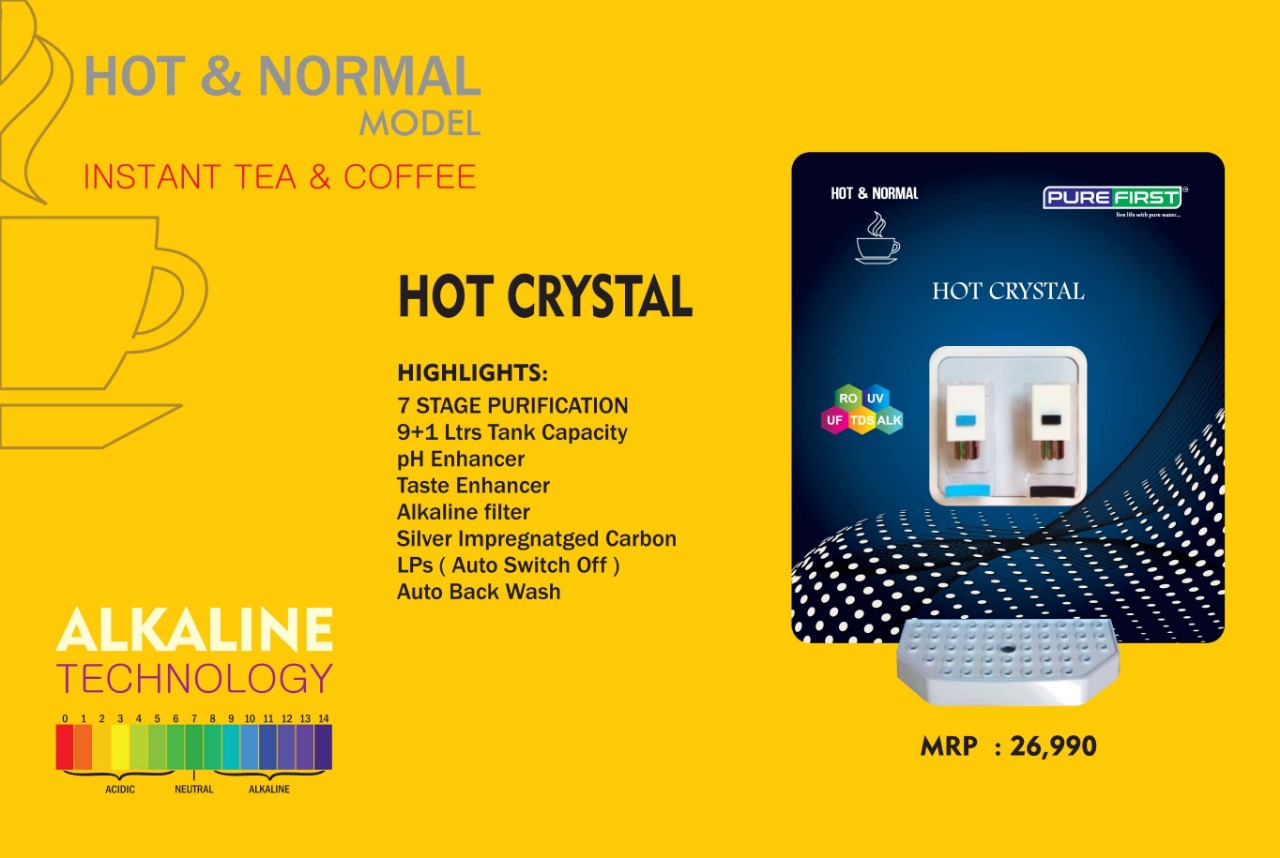 HOT & NORMAL
MODEL
INSTANT TEA & COFFEE
HOT CRYSTAL
HIGHLIGHTS:
7 STAGE PURIFICATION
9+1 Ltrs Tank Capacity
pH Enhancer
Taste Enhancer
Alkaline filter
Silver Impregnatged Carbon
LPs ( Auto Switch Off )
Auto Back Wash
ALKALINE
TECHNOLOGY
0 1 2 3 4 5 6 7 8 9 10 11 12 13 14
ACIDIC NEUTRAL ALKALINE
HOT & NORMAL
PURE FIRST
live life with pure water...
HOT CRYSTAL
RO UV
UF TDS ALK
MRP : 26,990